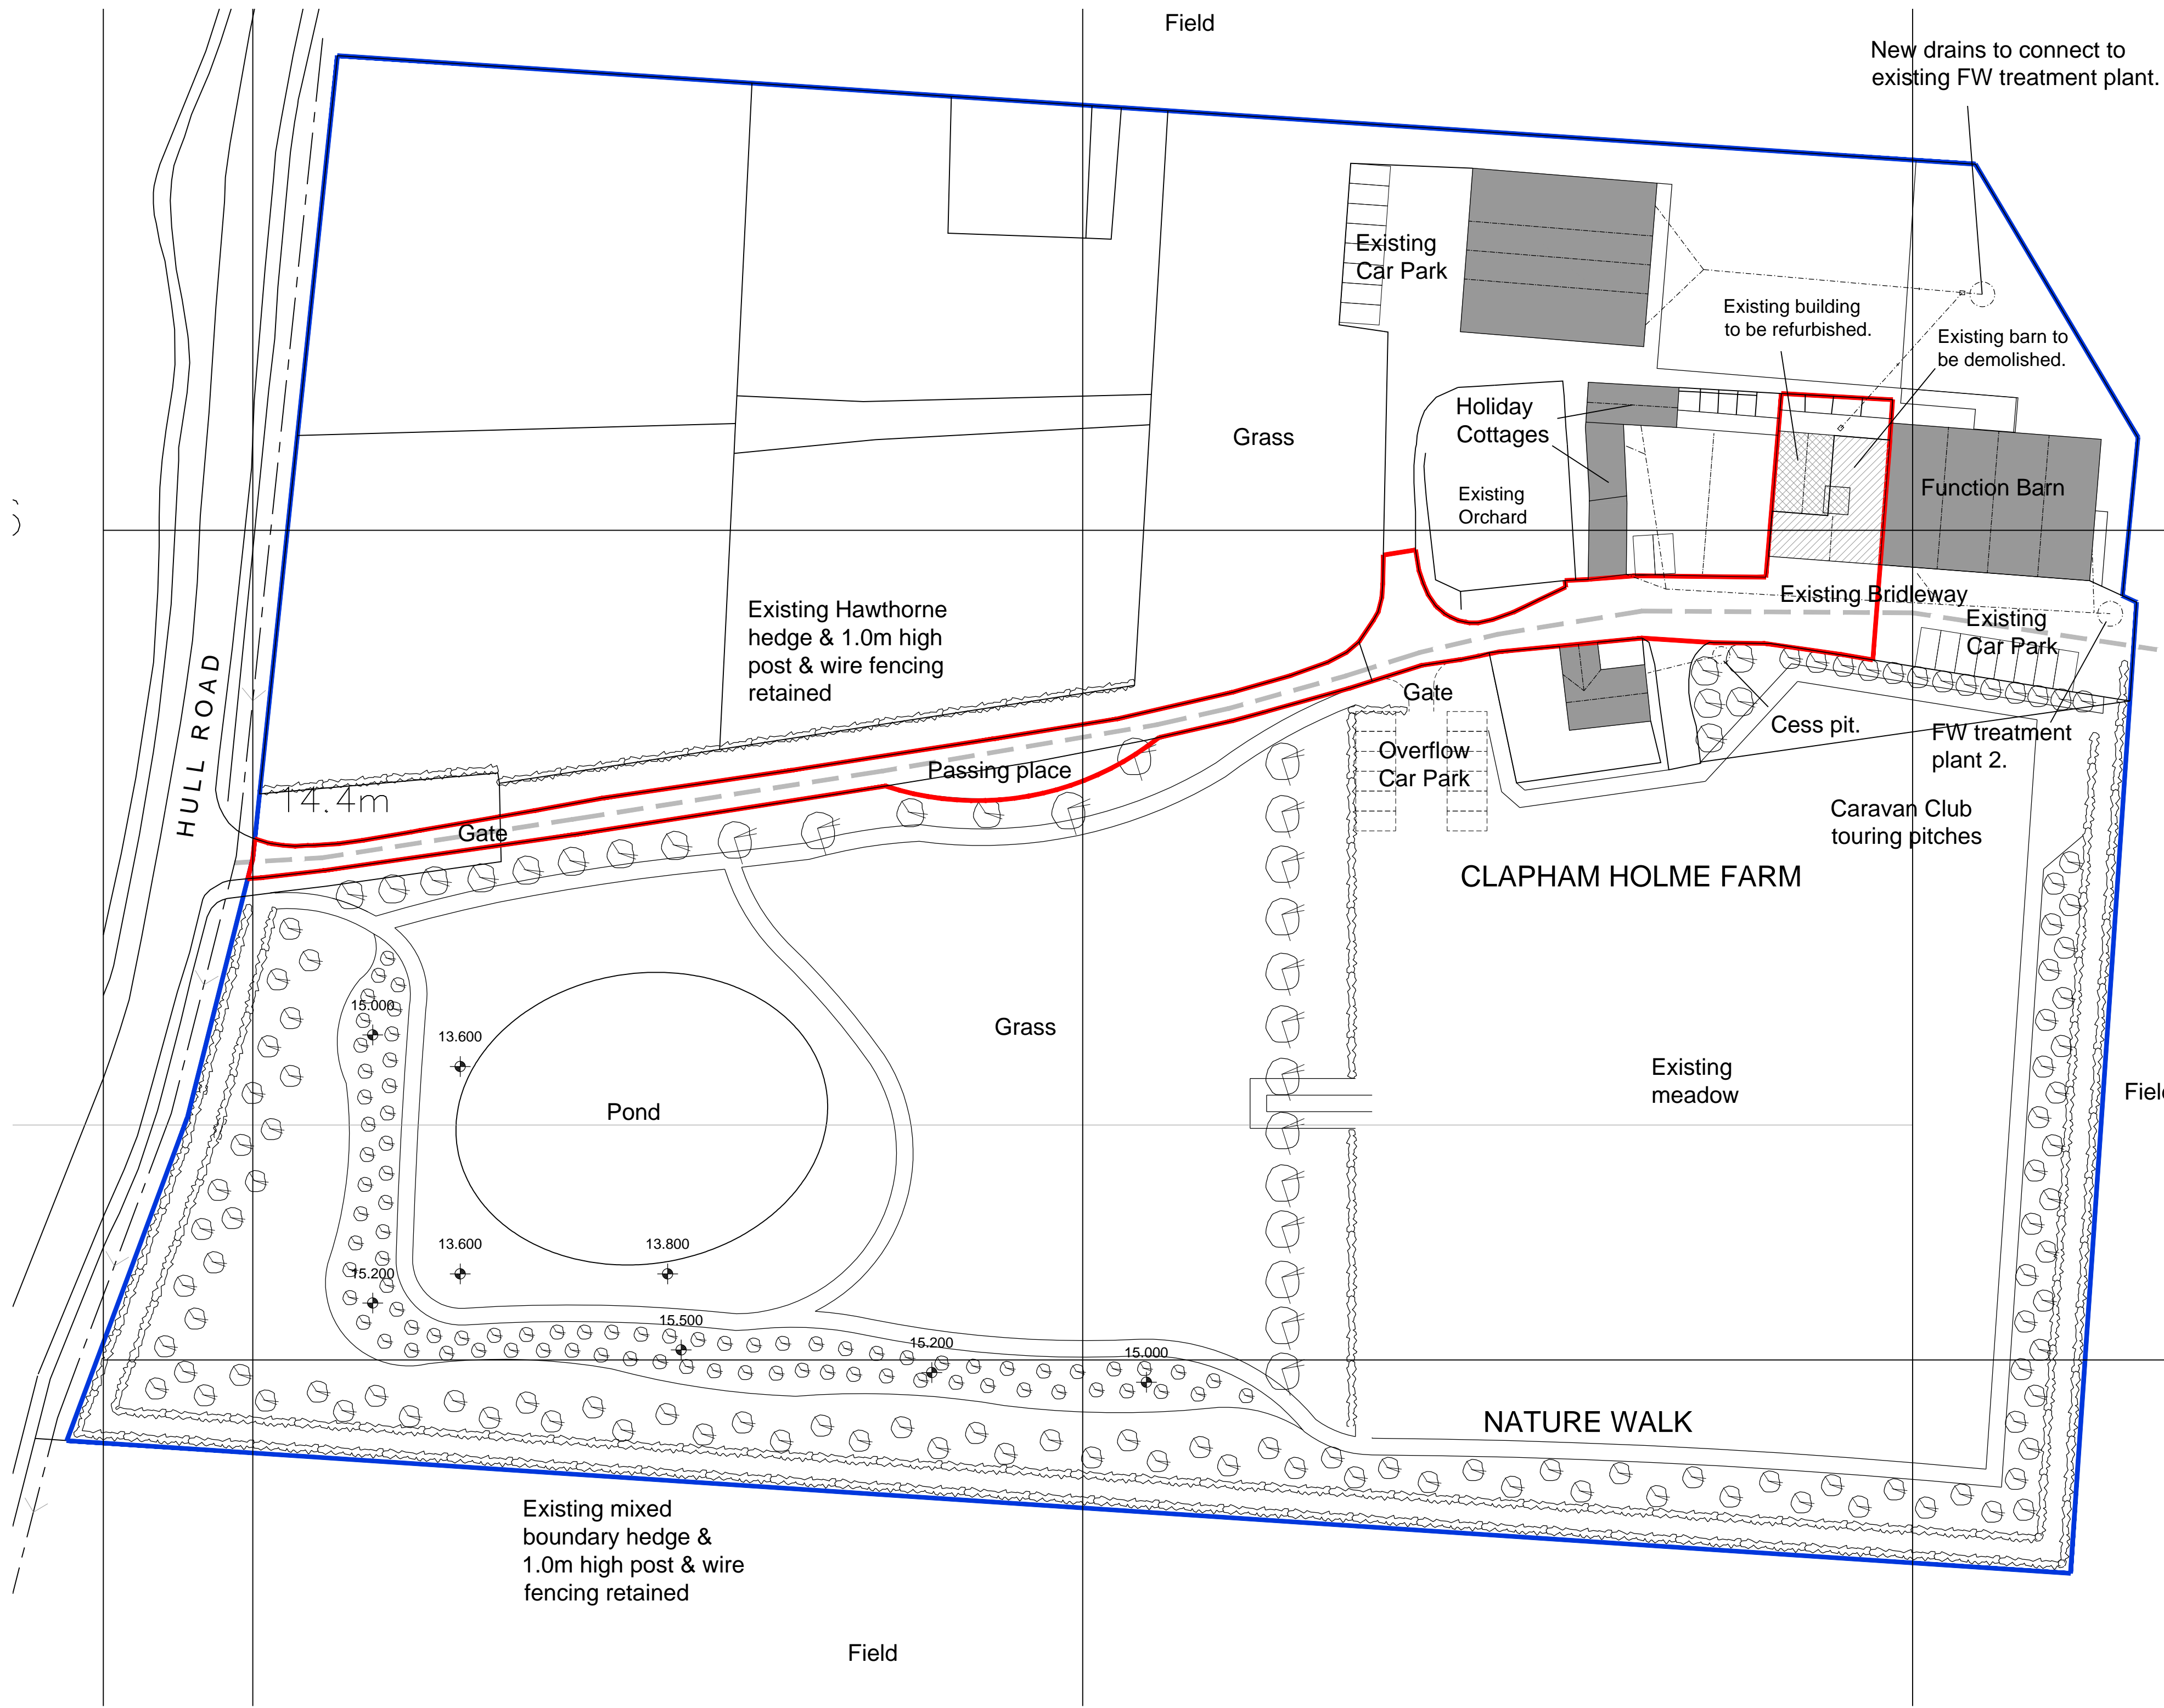 Field
New drains to connect to
existing FW treatment plant.
Existing
Car Park
Existing building
to be refurbished.
Existing barn to
be demolished.
Holiday
Cottages
Grass
Existing
Orchard
Function Barn
Existing Hawthorne
hedge & 1.0m high
post & wire fencing
retained
Existing Bridleway
Existing
Car Park
HULL ROAD
Gate
Cess pit.
FW treatment
plant 2.
Overflow
Car Park
Passing place
14.4m
Gate
Caravan Club
touring pitches
CLAPHAM HOLME FARM
15.000
13.600
Grass
Existing
meadow
Pond
13.600
13.800
15.200
15.500
15.200
15.000
NATURE WALK
Existing mixed
boundary hedge &
1.0m high post & wire
fencing retained
Field